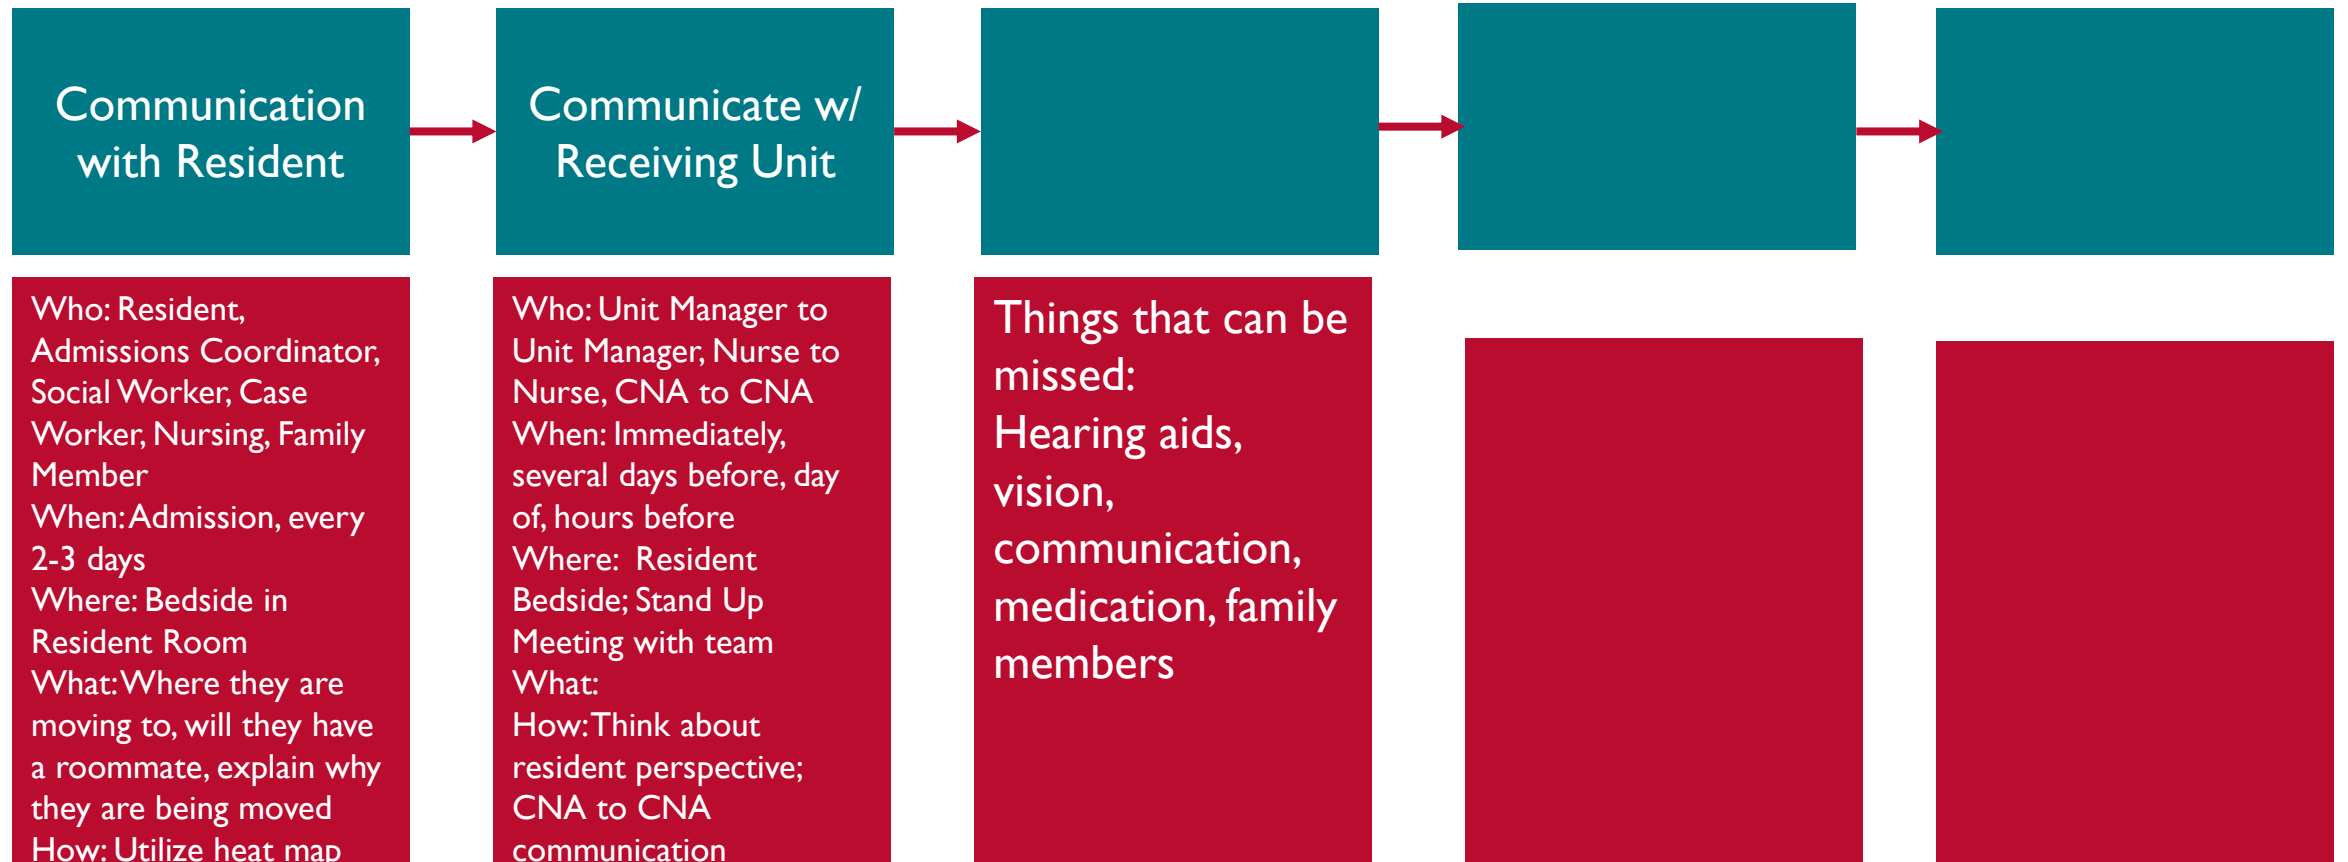 Communication
with Resident
Communicate w/
Receiving Unit
Who: Resident,
Admissions Coordinator,
Social Worker, Case
Worker, Nursing, Family
Member
When: Admission, every
2-3 days
Where: Bedside in
Resident Room
What: Where they are
moving to, will they have
a roommate, explain why
they are being moved
How: Utilize heat map
Who: Unit Manager to
Unit Manager, Nurse to
Nurse, CNA to CNA
When: Immediately,
several days before, day
of, hours before
Where:  Resident
Bedside; Stand Up
Meeting with team
What:
How: Think about
resident perspective;
CNA to CNA
communication
Things that can be
missed:
Hearing aids,
vision,
communication,
medication, family
members